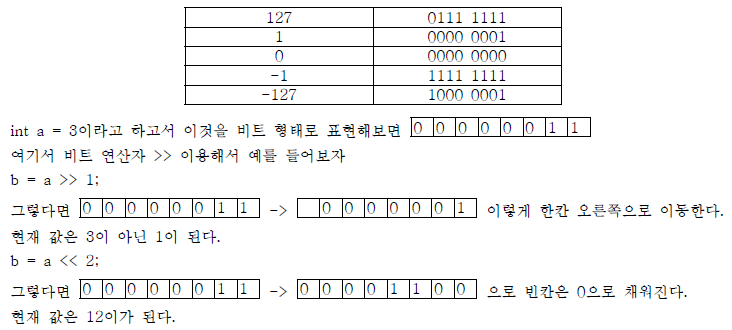 127 0111 1111
1 0000 0001
0 0000 0000
-1 1111 1111
-127 1000 0001
int a = 3이라고 하고서 이것을 비트 형태로 표현해보면 0 0 0 0 0 0 1 1
여기서 비트 연산자 >> 이용해서 예를 들어보자
b = a >> 1;
그렇다면 0 0 0 0 0 0 1 1 -> 0 0 0 0 0 0 1 이렇게 한칸 오른쪽으로 이동한다.
현재 값은 3이 아닌 1이 된다.
b = a << 2;
그렇다면 0 0 0 0 0 0 1 1 -> 0 0 0 0 1 1 0 0 으로 빈칸은 0으로 채워진다.
현재 값은 12이가 된다.